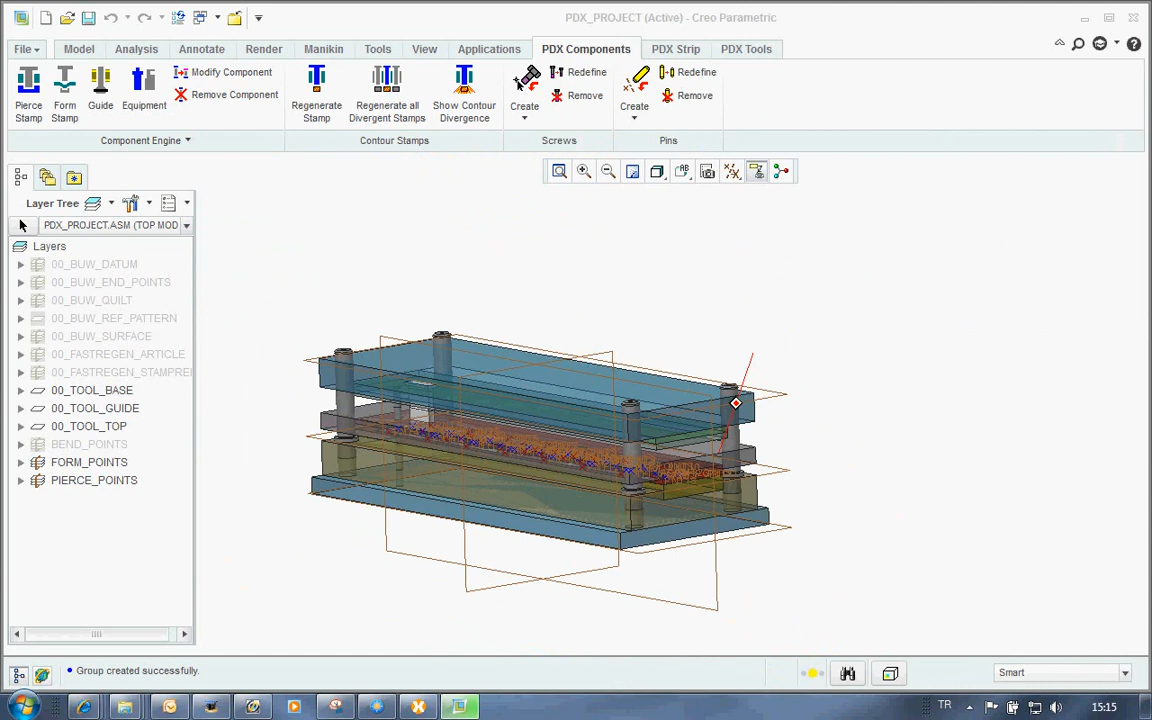 PDX_PROJECT (Active) - Creo Parametric
File Model Analysis Annotate Render Manikin Tools View Applications PDX Components PDX Strip PDX Tools
Pierce Stamp
Form Stamp
Guide
Equipment
Modify Component
Remove Component
Regenerate Stamp
Regenerate all Divergent Stamps
Show Contour Divergence
Create
Redefine
Remove
Create
Redefine
Remove
Component Engine Contour Stamps Screws Pins
Layer Tree
PDX_PROJECT.ASM (TOP MOD
Layers
00_BUW_DATUM
00_BUW_END_POINTS
00_BUW_QUILT
00_BUW_REF_PATTERN
00_BUW_SURFACE
00_FASTREGEN_ARTICLE
00_FASTREGEN_STAMPREI
00_TOOL_BASE
00_TOOL_GUIDE
00_TOOL_TOP
BEND_POINTS
FORM_POINTS
PIERCE_POINTS
Group created successfully.
Smart
TR 15:15